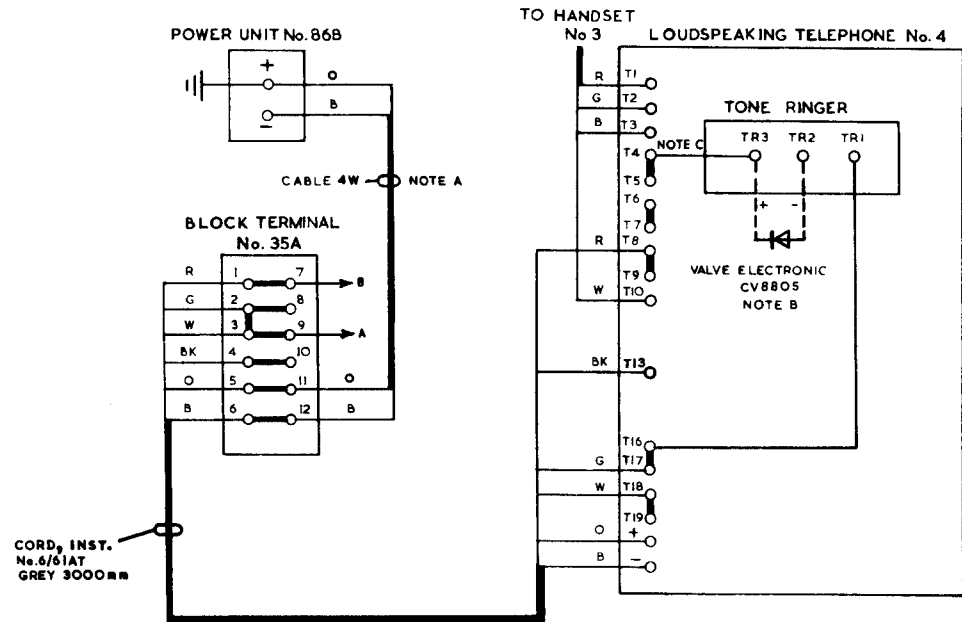 TO HANDSET
No 3
POWER UNIT No. 86B
+
−
O
B
CABLE 4W
NOTE A
BLOCK TERMINAL
No. 35A
R 1 7 B
G 2 8
W 3 9 A
BK 4 10
O 5 11 O
B 6 12 B
CORD, INST.
No. 6/61AT
GREY 3000mm
LOUDSPEAKING TELEPHONE No. 4
R T1
G T2
B T3
T4 NOTE C
T5
T6
T7
R T8
T9
W T10
BK T13
T16
G T17
W T18
T19
O +
B −
TONE RINGER
TR3 TR2 TR1
+ -
VALVE ELECTRONIC
CV8805
NOTE B